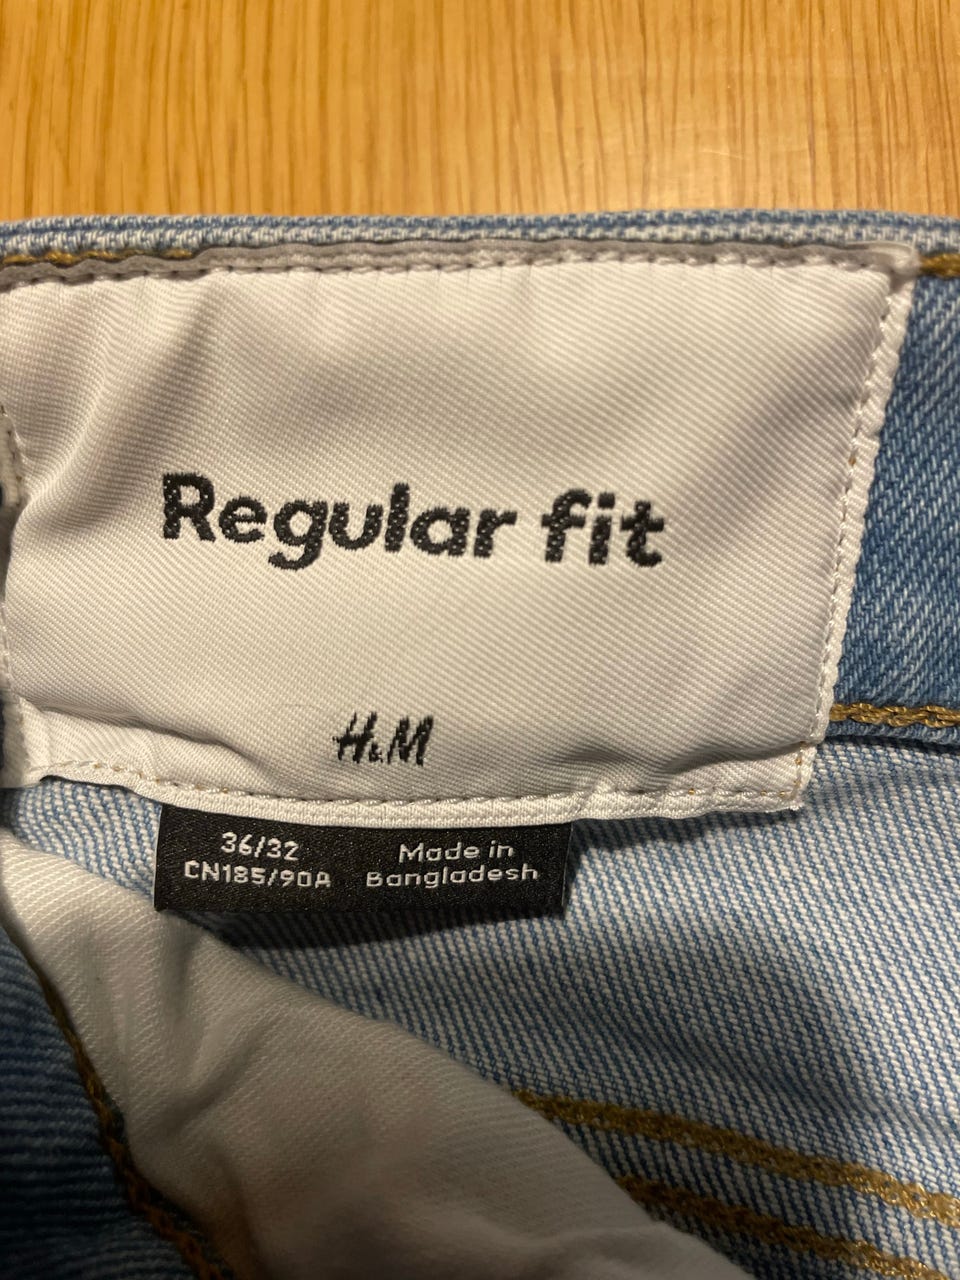 Regular fit
H&M
36/32
CN185/90A
Made in
Bangladesh